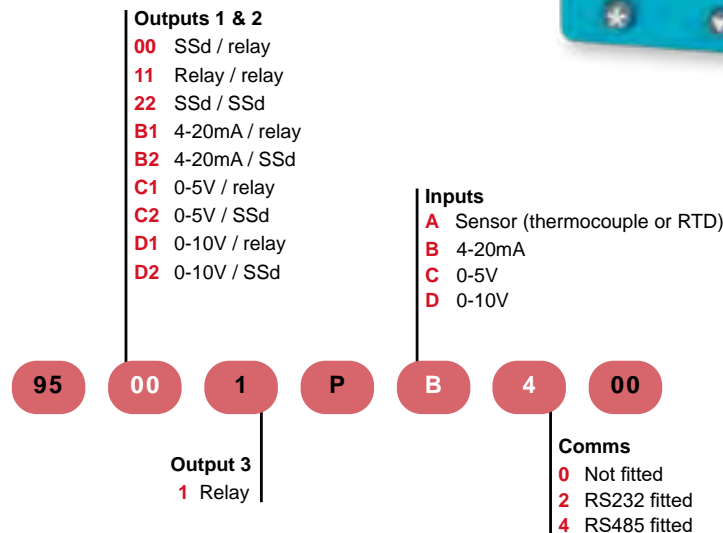 Outputs 1 & 2
00 SSd / relay
11 Relay / relay
22 SSd / SSd
B1 4-20mA / relay
B2 4-20mA / SSd
C1 0-5V / relay
C2 0-5V / SSd
D1 0-10V / relay
D2 0-10V / SSd
Inputs
A Sensor (thermocouple or RTD)
B 4-20mA
C 0-5V
D 0-10V
95 00 1 P B 4 00
Output 3
1 Relay
Comms
0 Not fitted
2 RS232 fitted
4 RS485 fitted